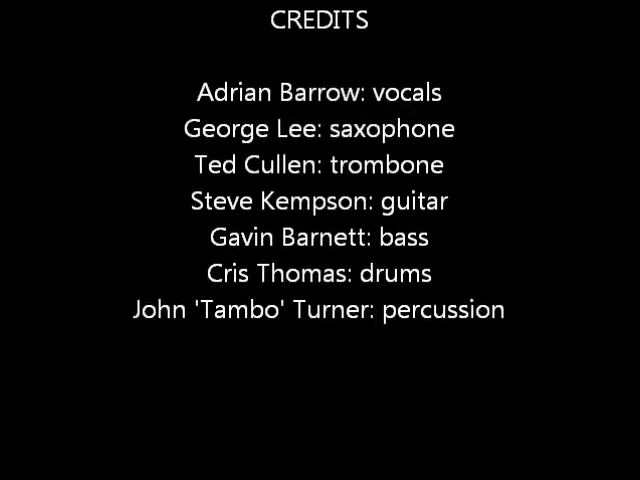 CREDITS
Adrian Barrow: vocals
George Lee: saxophone
Ted Cullen: trombone
Steve Kempson: guitar
Gavin Barnett: bass
Cris Thomas: drums
John 'Tambo' Turner: percussion